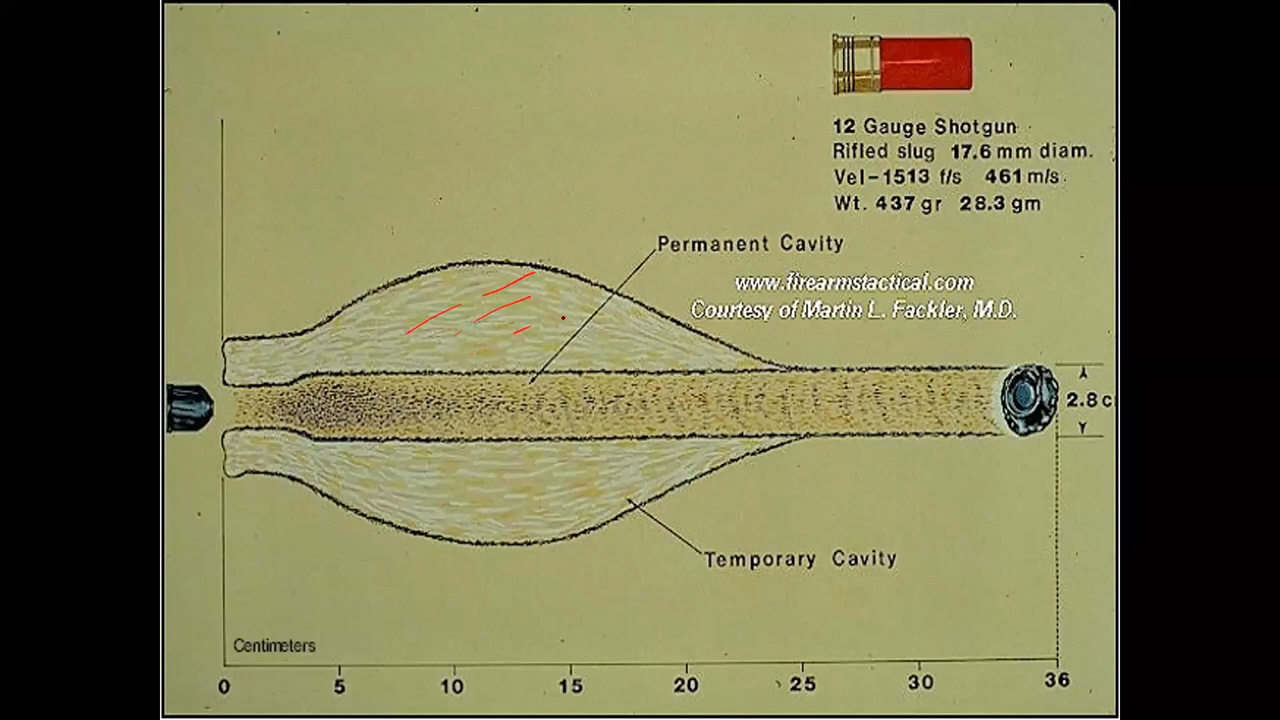 12 Gauge Shotgun
Rifled slug 17.6 mm diam.
Vel-1513 f/s 461 m/s.
Wt. 437 gr 28.3 gm
Permanent Cavity
www.firearmstactical.com
Courtesy of Martin L. Fackler, M.D.
2.8 c
Temporary Cavity
Centimeters
0 5 10 15 20 25 30 36